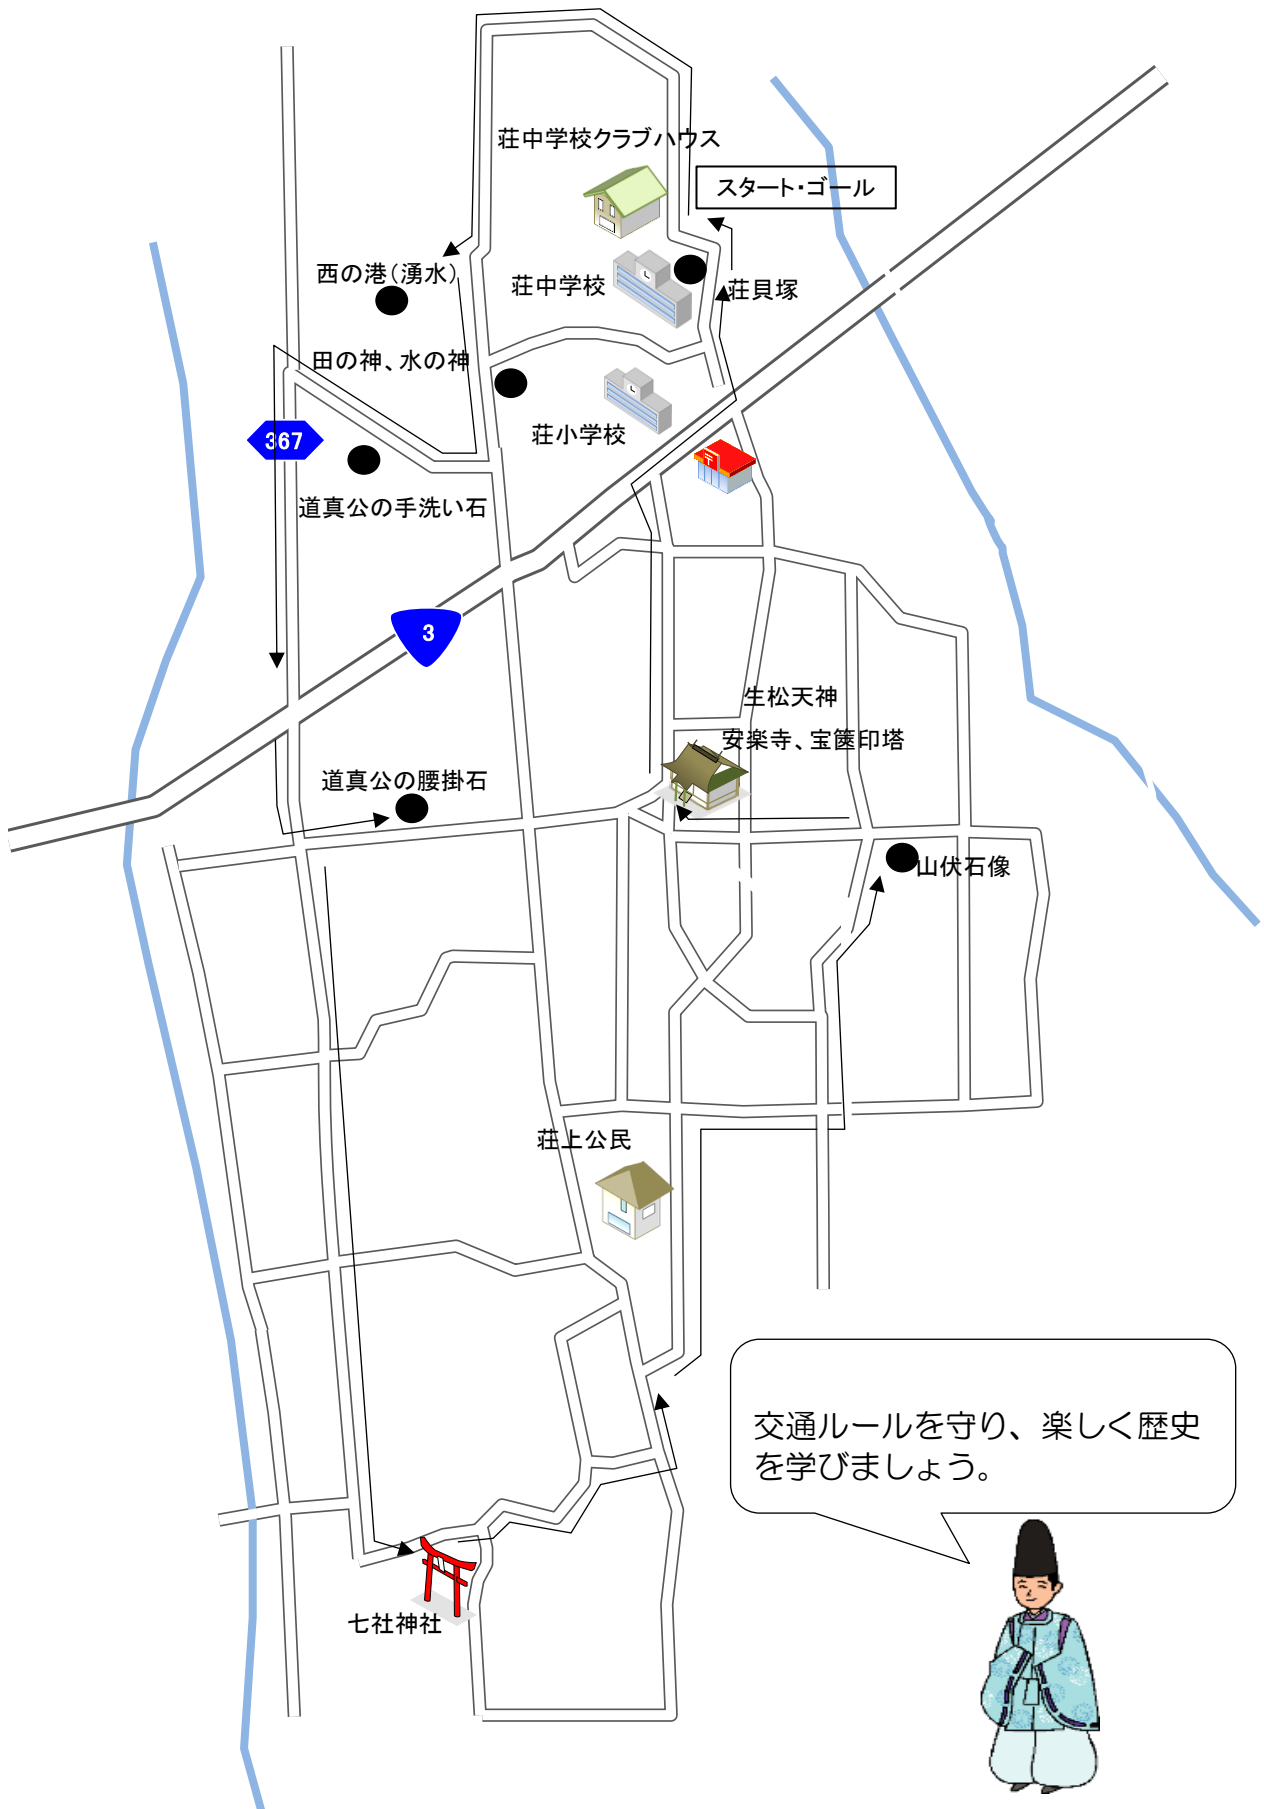 荘中学校クラブハウス
スタート・ゴール
西の港（湧水）
荘中学校
荘貝塚
田の神、水の神
367
荘小学校
道真公の手洗い石
〒
3
生松天神
安楽寺、宝篋印塔
道真公の腰掛石
山伏石像
荘上公民
交通ルールを守り、楽しく歴史
を学びましょう。
七社神社